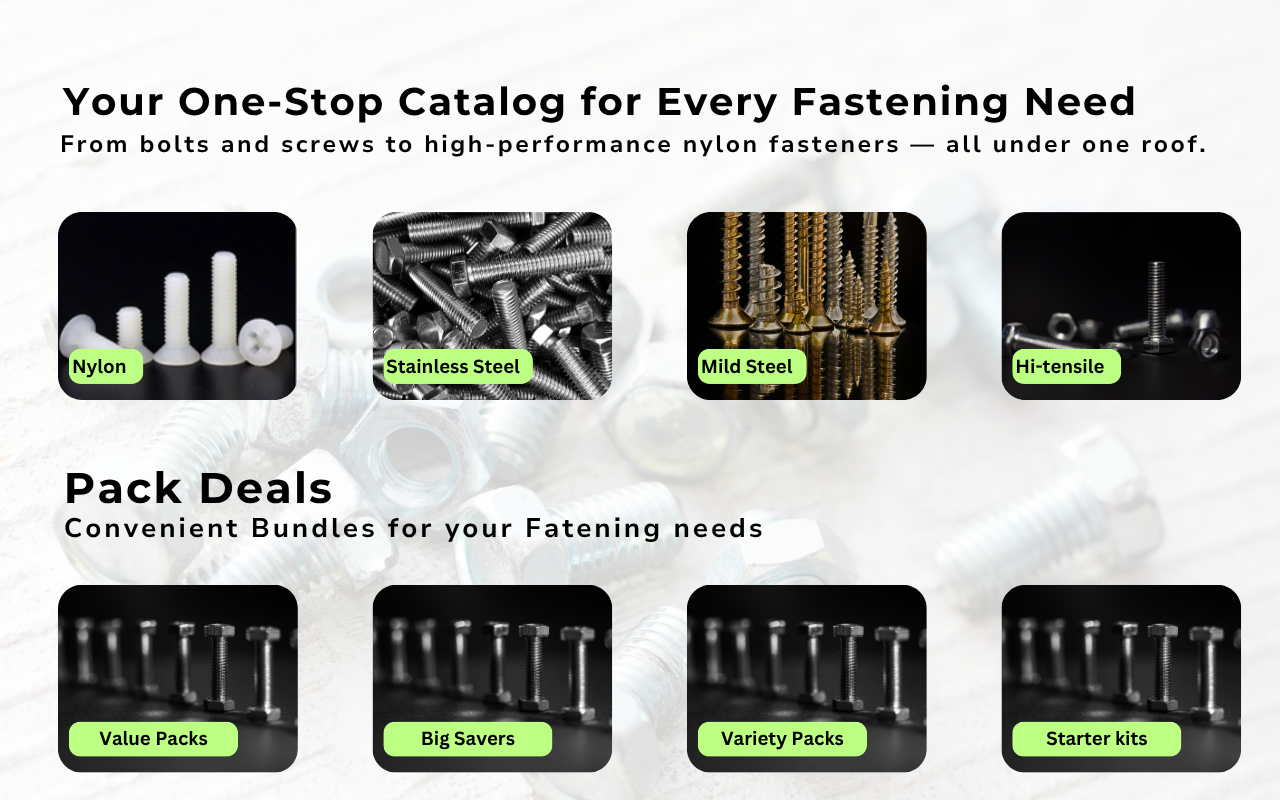 Your One-Stop Catalog for Every Fastening Need
From bolts and screws to high-performance nylon fasteners — all under one roof.
Nylon
Stainless Steel
Mild Steel
Hi-tensile
Pack Deals
Convenient Bundles for your Fatening needs
Value Packs
Big Savers
Variety Packs
Starter kits